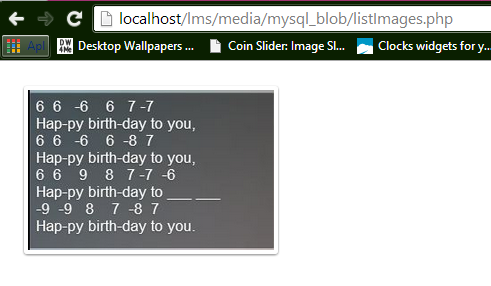 localhost/lms/media/mysql_blob/listImages.php
Apl
DW 4Me Desktop Wallpapers ...
Coin Slider: Image Sl...
Clocks widgets for y...
6 6 -6 6 7 -7
Hap-py birth-day to you,
6 6 -6 6 -8 7
Hap-py birth-day to you,
6 6 9 8 7 -7 -6
Hap-py birth-day to ___ ___
-9 -9 8 7 -8 7
Hap-py birth-day to you.